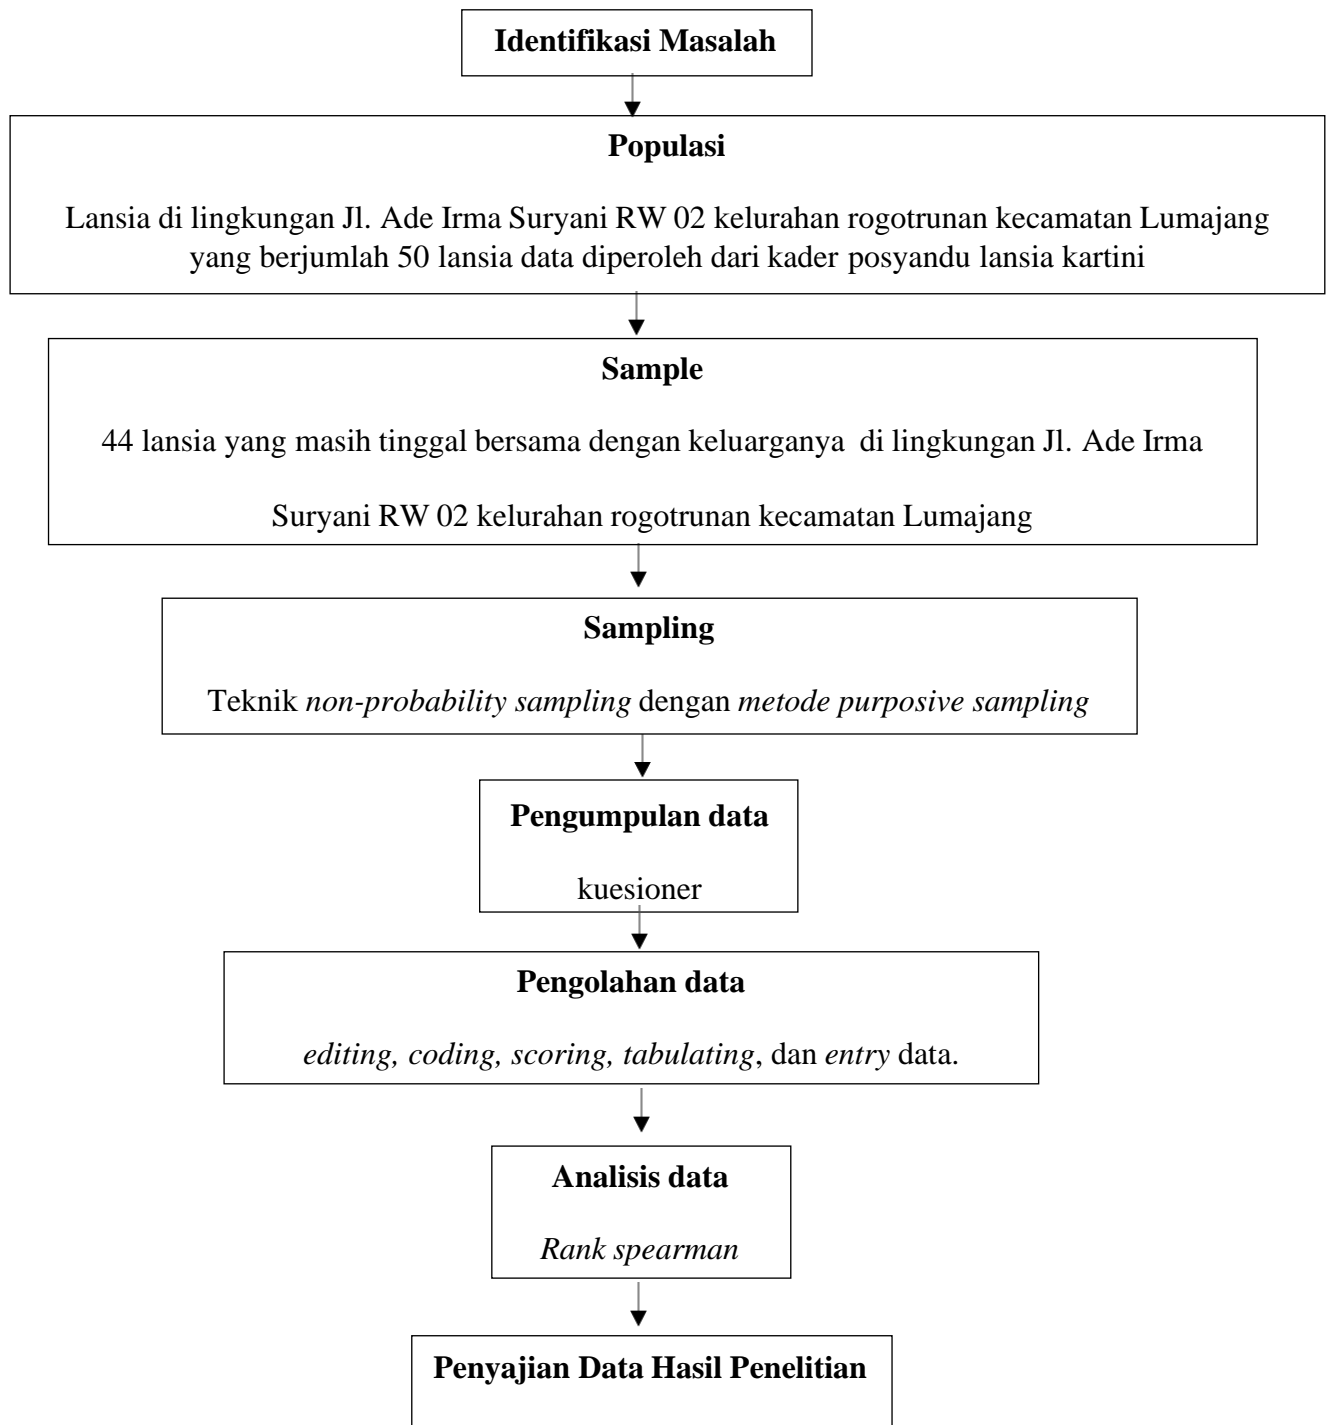 Identifikasi Masalah
Populasi
Lansia di lingkungan Jl. Ade Irma Suryani RW 02 kelurahan rogotrunan kecamatan Lumajang
yang berjumlah 50 lansia data diperoleh dari kader posyandu lansia kartini
Sample
44 lansia yang masih tinggal bersama dengan keluarganya  di lingkungan Jl. Ade Irma
Suryani RW 02 kelurahan rogotrunan kecamatan Lumajang
Sampling
Teknik non-probability sampling dengan metode purposive sampling
Pengumpulan data
kuesioner
Pengolahan data
editing, coding, scoring, tabulating, dan entry data.
Analisis data
Rank spearman
Penyajian Data Hasil Penelitian